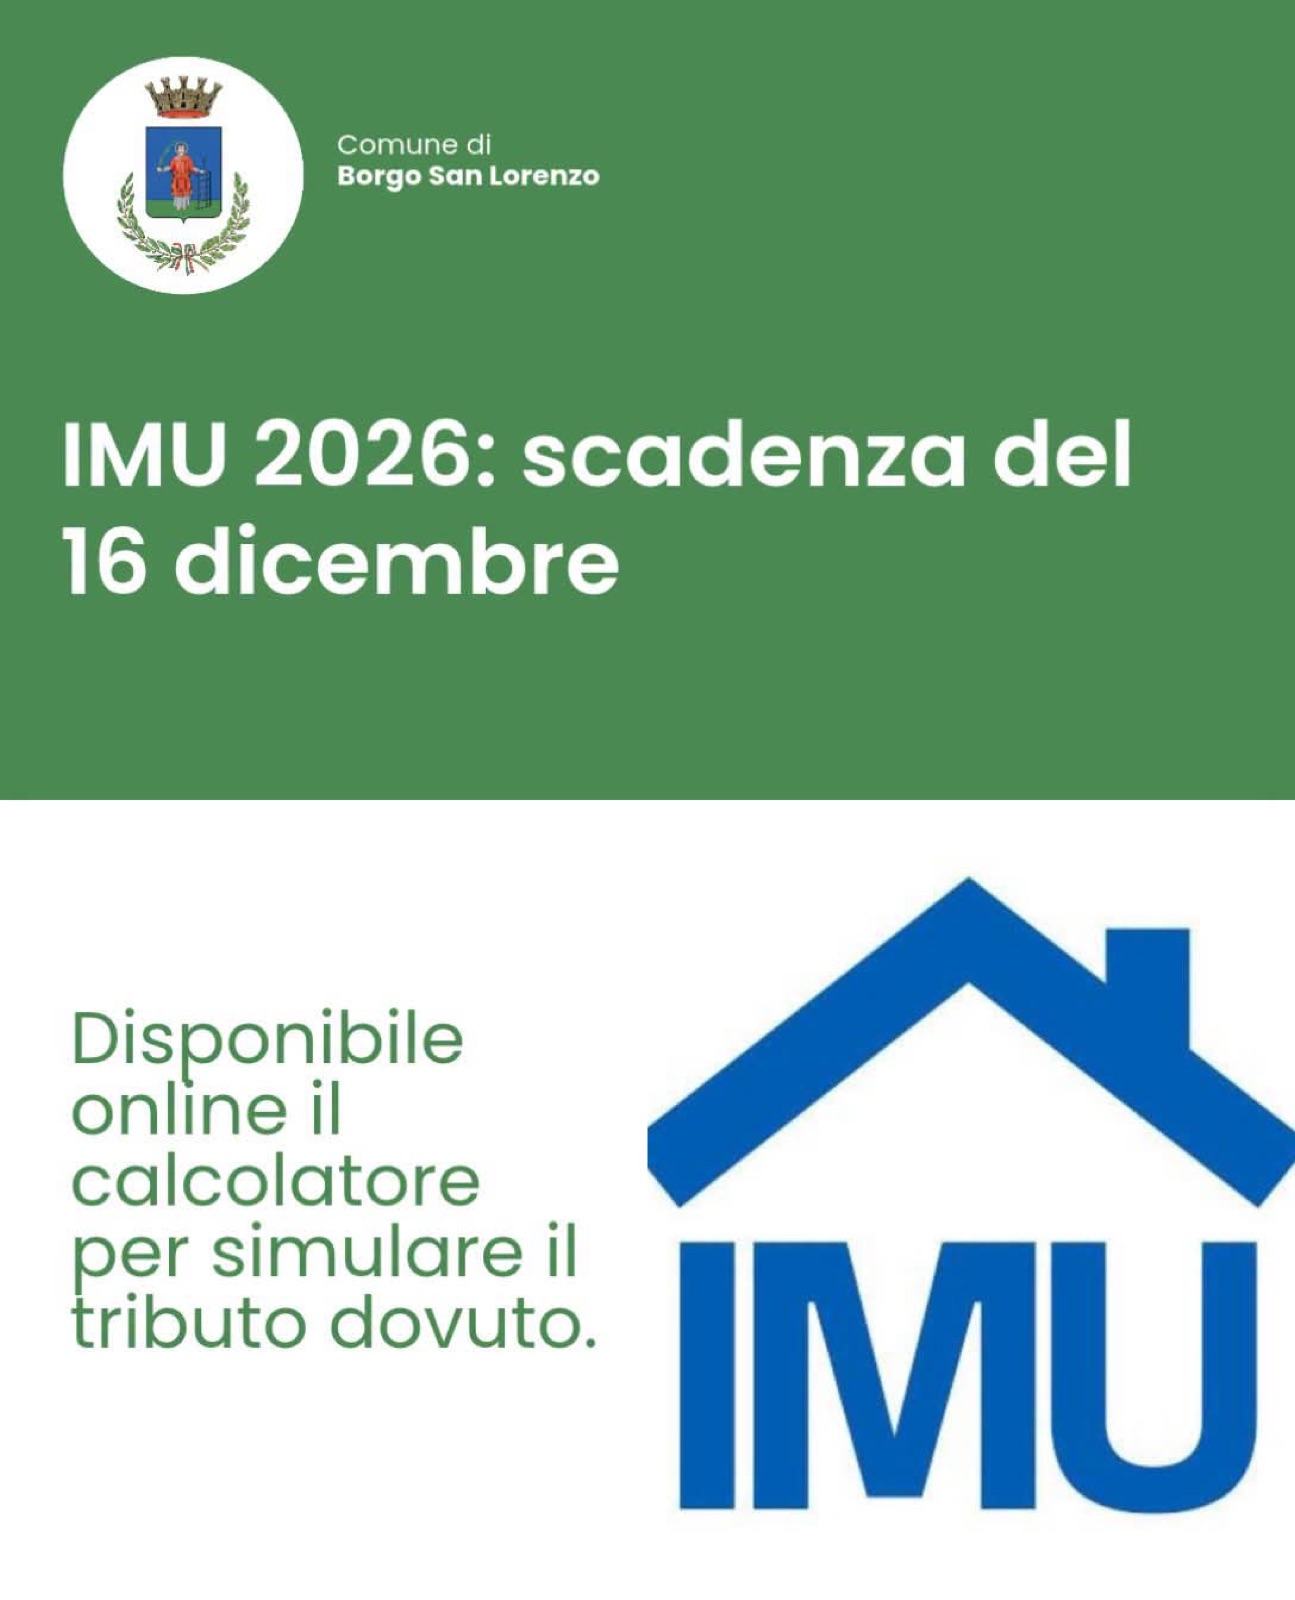 Comune di
Borgo San Lorenzo
IMU 2026: scadenza del
16 dicembre
Disponibile
online il
calcolatore
per simulare il
tributo dovuto.
IMU